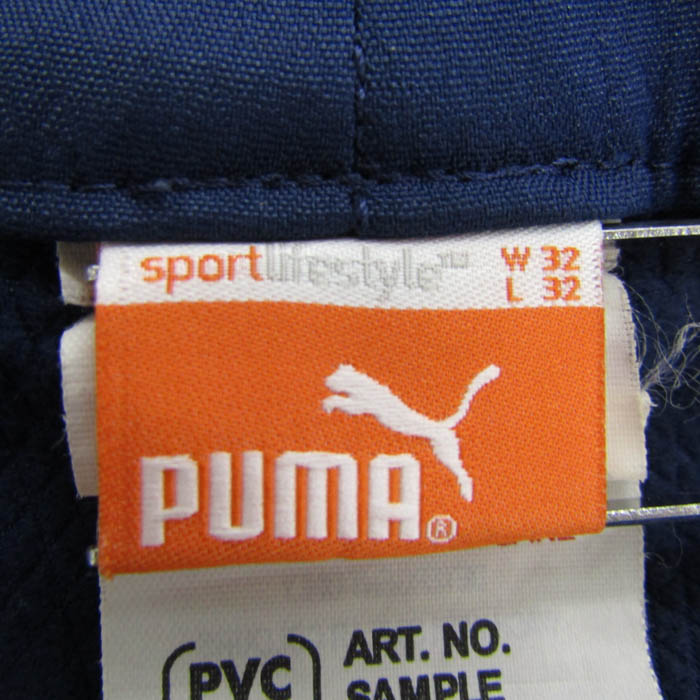 sportlifestyle™ W 32
L 32
PUMA®
PVC
ART. NO.
SAMPLE